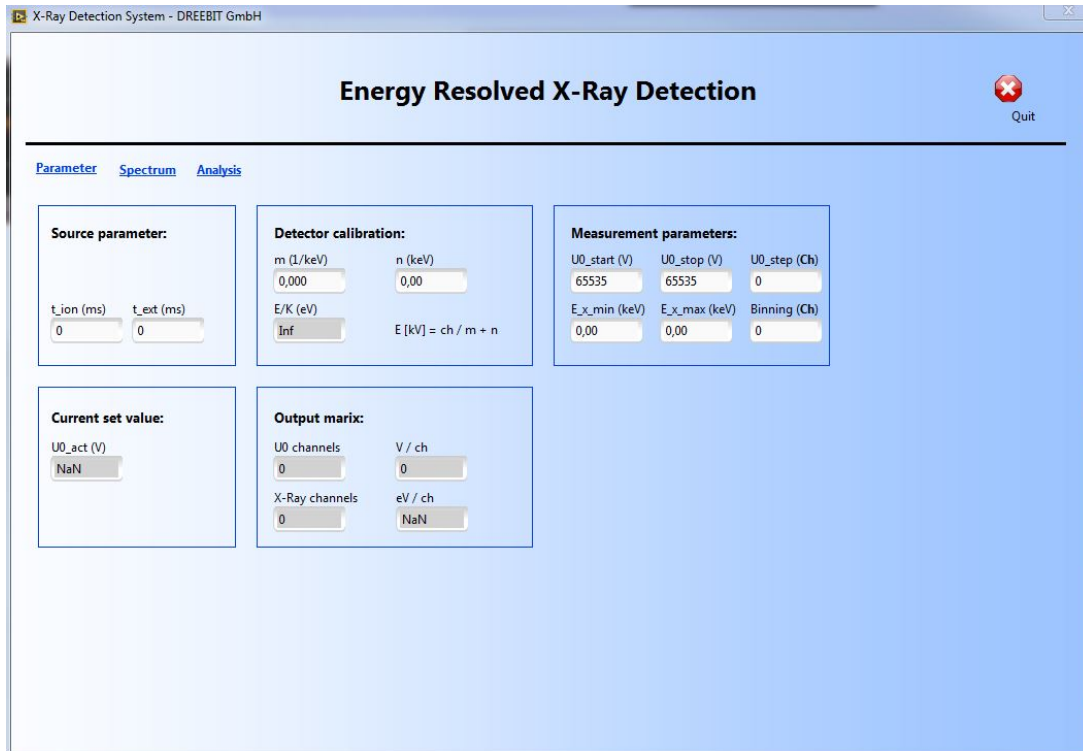 X-Ray Detection System - DREEBIT GmbH
Energy Resolved X-Ray Detection
Quit
Parameter Spectrum Analysis
Source parameter:
t_ion (ms) t_ext (ms)
0 0
Detector calibration:
m (1/keV) n (keV)
0,000 0,00
E/K (eV)
Inf E [kV] = ch / m + n
Measurement parameters:
U0_start (V) U0_stop (V) U0_step (Ch)
65535 65535 0
E_x_min (keV) E_x_max (keV) Binning (Ch)
0,00 0,00 0
Current set value:
U0_act (V)
NaN
Output marix:
U0 channels V / ch
0 0
X-Ray channels eV / ch
0 NaN